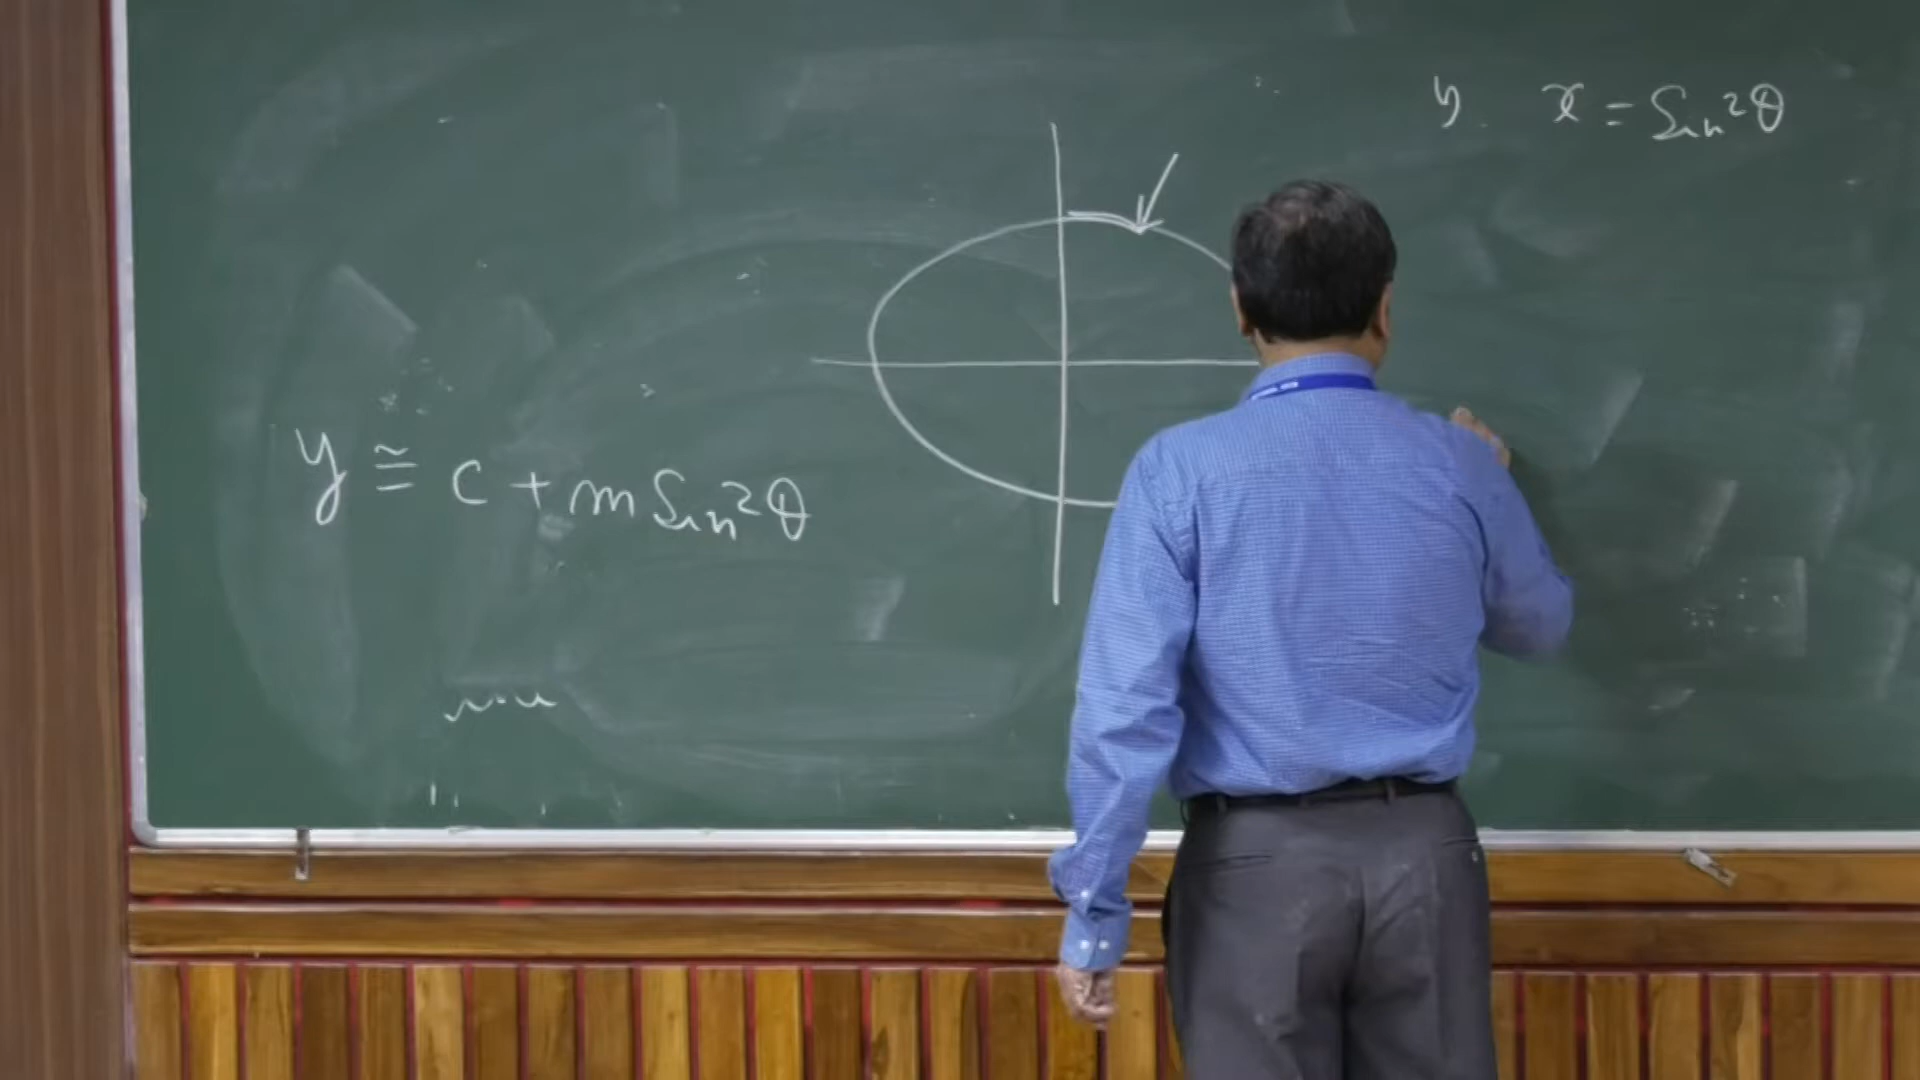 y. x = Sin²θ
y ≅ c + m Sin²θ